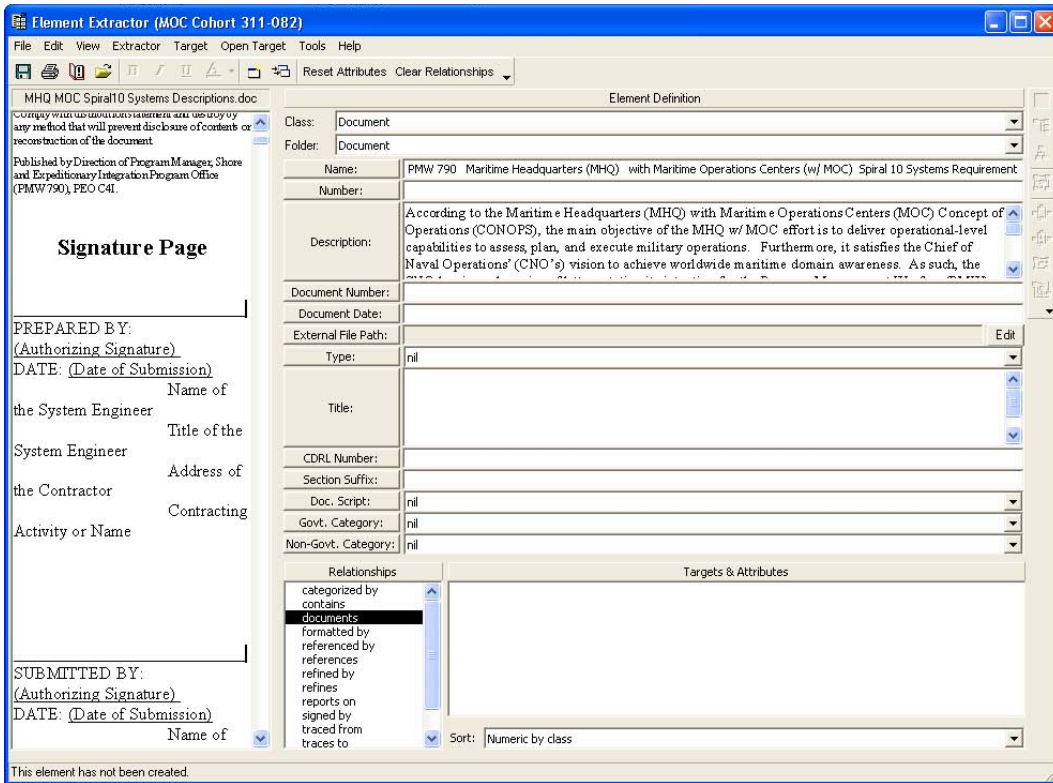 Element Extractor (MOC Cohort 311-082)
File Edit View Extractor Target Open Target Tools Help
B I U A Reset Attributes Clear Relationships
MHQ MOC Spiral10 Systems Descriptions.doc
Comply with distribution statement and destroy by
any method that will prevent disclosure of contents or
reconstruction of the document
Published by Direction of Program Manager, Shore
and Expeditionary Integration Program Office
(PMW 790), PEO C4I.
Signature Page
PREPARED BY:
(Authorizing Signature)
DATE: (Date of Submission)
Name of
the System Engineer
Title of the
System Engineer
Address of
the Contractor
Contracting
Activity or Name
SUBMITTED BY:
(Authorizing Signature)
DATE: (Date of Submission)
Name of
Element Definition
Class: Document
Folder: Document
Name: PMW 790 Maritime Headquarters (MHQ) with Maritime Operations Centers (w/ MOC) Spiral 10 Systems Requirement
Number:
Description:
According to the Maritime Headquarters (MHQ) with Maritime Operations Centers (MOC) Concept of
Operations (CONOPS), the main objective of the MHQ w/ MOC effort is to deliver operational-level
capabilities to assess, plan, and execute military operations. Furthermore, it satisfies the Chief of
Naval Operations' (CNO's) vision to achieve worldwide maritime domain awareness. As such, the
Document Number:
Document Date:
External File Path: Edit
Type: nil
Title:
CDRL Number:
Section Suffix:
Doc. Script: nil
Govt. Category: nil
Non-Govt. Category: nil
Relationships
categorized by
contains
documents
formatted by
referenced by
references
refined by
refines
reports on
signed by
traced from
traces to
Targets & Attributes
Sort: Numeric by class
This element has not been created.